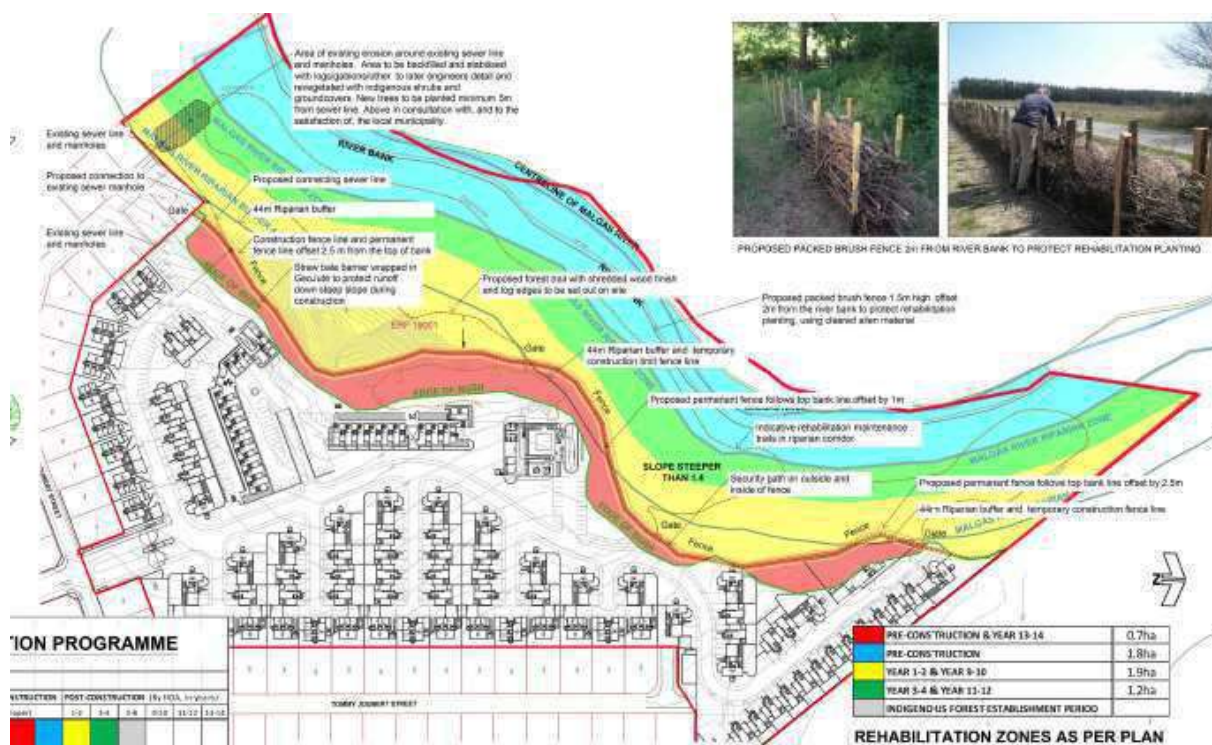 Area of existing erosion around existing sewer line
and manholes. Area to be backfilled and stabilised
with
to later engineers detail and
revegetated with indigenous shrubs and
groundcovers. New trees to be planted minimum 5m
from sewer line. Above in consultation with, and to the
satisfaction of, the local municipality.
Existing sewer line
and manholes
RIVER BANK
CENTRELINE OF MALGAS RIVER
Proposed connection to
existing sewer manhole
Proposed connecting sewer line
Gate
44m Riparian buffer
Existing sewer line
and manholes
Construction fence line and permanent
fence line offset 2.5 m from the top of bank
Fence
Straw bale barrier wrapped in
GeoJute to protect runoff
down steep slope during
construction
Proposed forest trail with shredded wood finish
and log edges to be set out on site
PROPOSED PACKED BRUSH FENCE 2m FROM RIVER BANK TO PROTECT REHABILITATION PLANTING
Proposed packed brush fence 1.5m high offset
2m from the river bank to protect rehabilitation
planting, using cleared alien material
Gate
44m Riparian buffer and temporary
construction limit fence line
EDGE OF BUSH
Fence
Proposed permanent fence follows top bank line offset by 1m
Indicative rehabilitation maintenance
trails in riparian corridor
MALGAS RIVER RIPARIAN ZONE
SLOPE STEEPER
THAN 1:4
Security path on outside and
inside of fence
Proposed permanent fence follows top bank line offset by 2.5m
44m Riparian buffer and temporary construction fence line
Gate
Fence
Fence
Gate
Z
TION PROGRAMME
POST-CONSTRUCTION
1-2 3-4
TOMMY JOUBERT STREET
PRE-CONSTRUCTION & YEAR 13-14 0.7ha
PRE-CONSTRUCTION 1.8ha
YEAR 1-2 & YEAR 9-10 1.9ha
YEAR 3-4 & YEAR 11-12 1.2ha
INDIGENOUS FOREST ESTABLISHMENT PERIOD
REHABILITATION ZONES AS PER PLAN